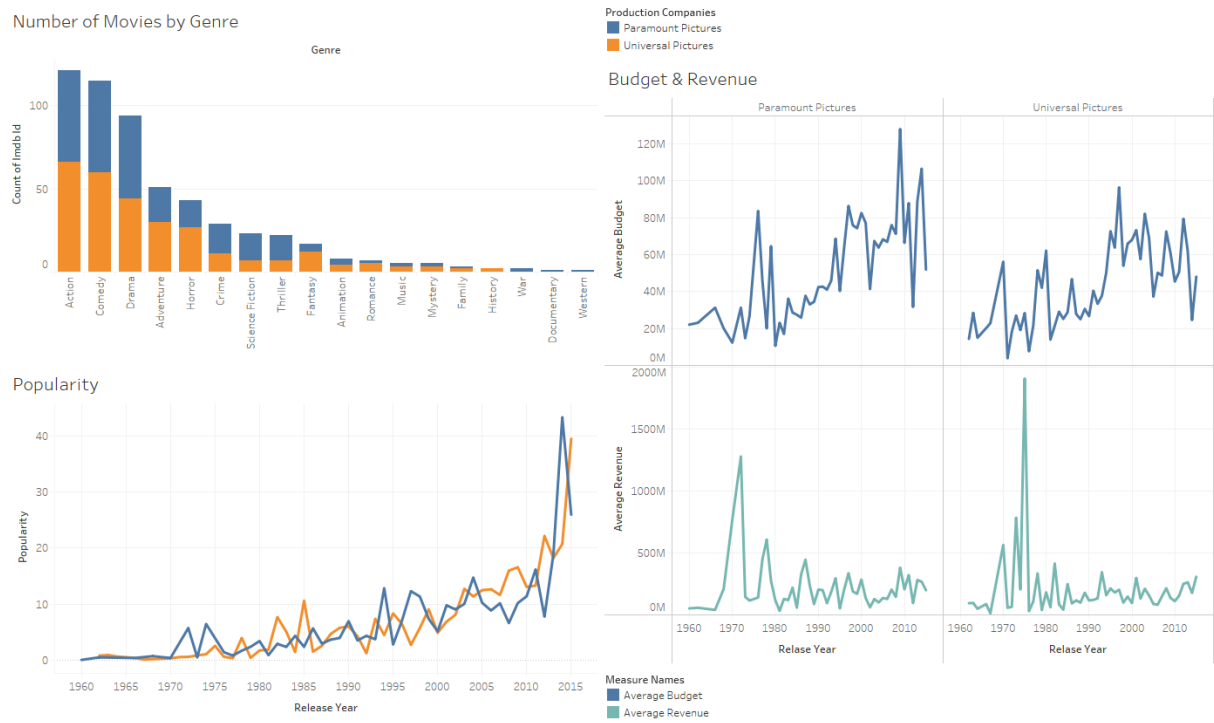 Number of Movies by Genre
Genre
Count of Imdb Id
100
50
0
Action
Comedy
Drama
Adventure
Horror
Crime
Science Fiction
Thriller
Fantasy
Animation
Romance
Music
Mystery
Family
History
War
Documentary
Western
Popularity
Popularity
40
30
20
10
0
1960 1965 1970 1975 1980 1985 1990 1995 2000 2005 2010 2015
Release Year
Production Companies
Paramount Pictures
Universal Pictures
Budget & Revenue
Paramount Pictures Universal Pictures
Average Budget
120M
100M
80M
60M
40M
20M
0M
Average Revenue
2000M
1500M
1000M
500M
0M
1960 1970 1980 1990 2000 2010 1960 1970 1980 1990 2000 2010
Relase Year Relase Year
Measure Names
Average Budget
Average Revenue